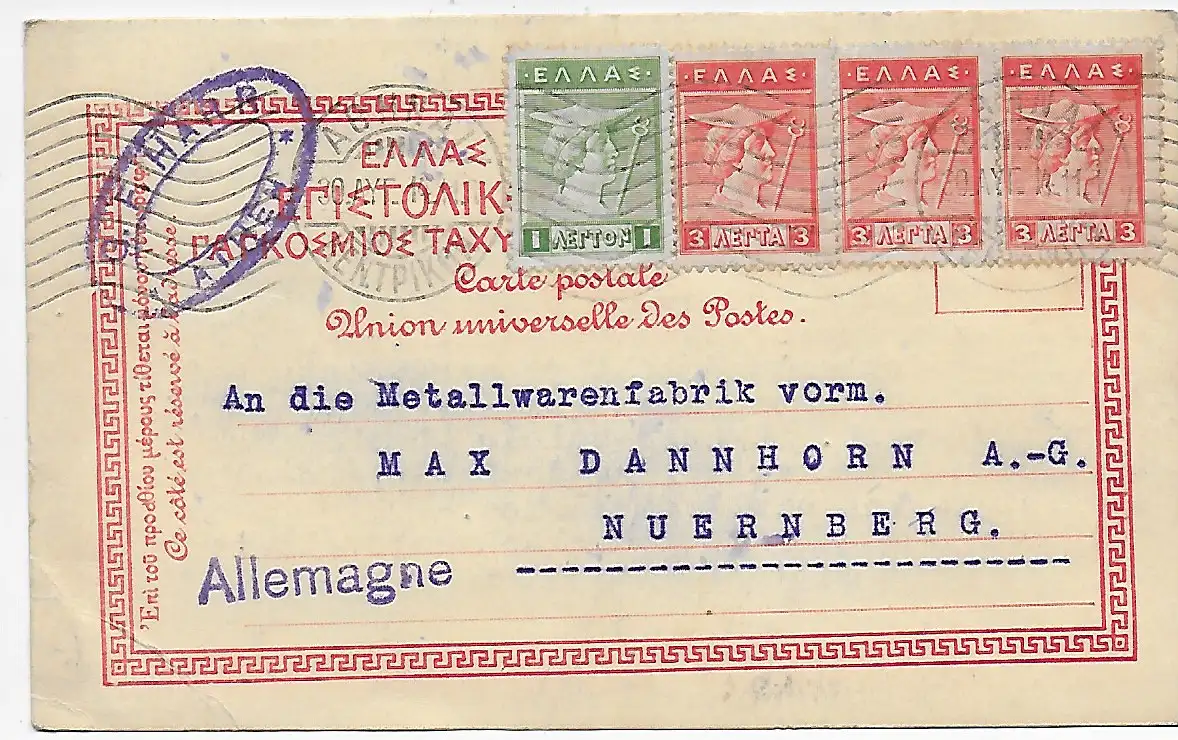 ΕΛΛΑΣ
1 ΛΕΠΤΟΝ 1
ΕΛΛΑΣ
3 ΛΕΠΤΑ 3
ΕΛΛΑΣ
3 ΛΕΠΤΑ 3
ΕΛΛΑΣ
3 ΛΕΠΤΑ 3
ΕΛΛΑΣ
ΕΠΙΣΤΟΛΙΚ
ΠΑΓΚΟΣΜΙΟΣ ΤΑΧΥ
Carte postale
Union universelle des Postes.
An die Metallwarenfabrik vorm.
MAX DANNHORN A.-G.
NUERNBERG.
Allemagne
Ce côté est réservé à l'adresse.